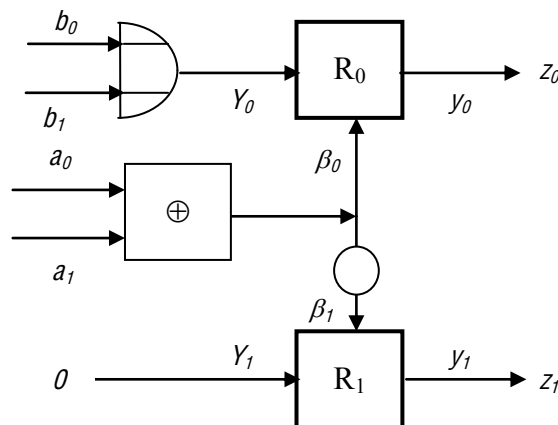 b₀
R₀
z₀
Y₀
y₀
b₁
a₀
β₀
⊕
a₁
β₁
Y₁
y₁
0
R₁
z₁